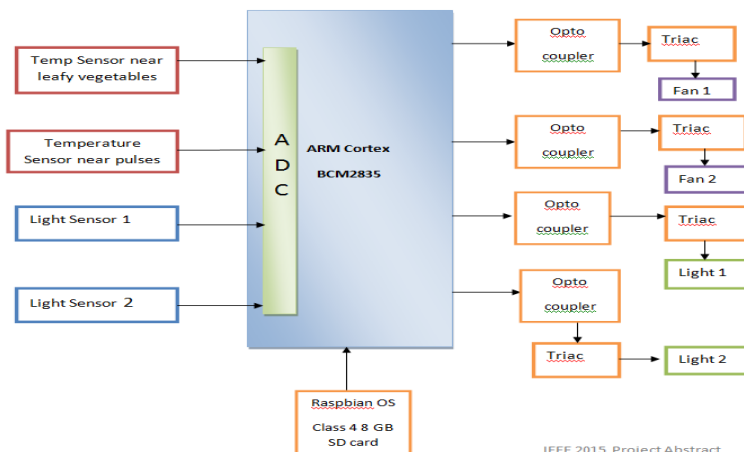 Temp Sensor near
leafy vegetables
Temperature
Sensor near pulses
Light Sensor 1
Light Sensor 2
A
D
C
ARM Cortex
BCM2835
Opto
coupler
Triac
Fan 1
Opto
coupler
Triac
Fan 2
Opto
coupler
Triac
Light 1
Opto
coupler
Triac
Light 2
Raspbian OS
Class 4 8 GB
SD card
IEEE 2015 Project Abstract